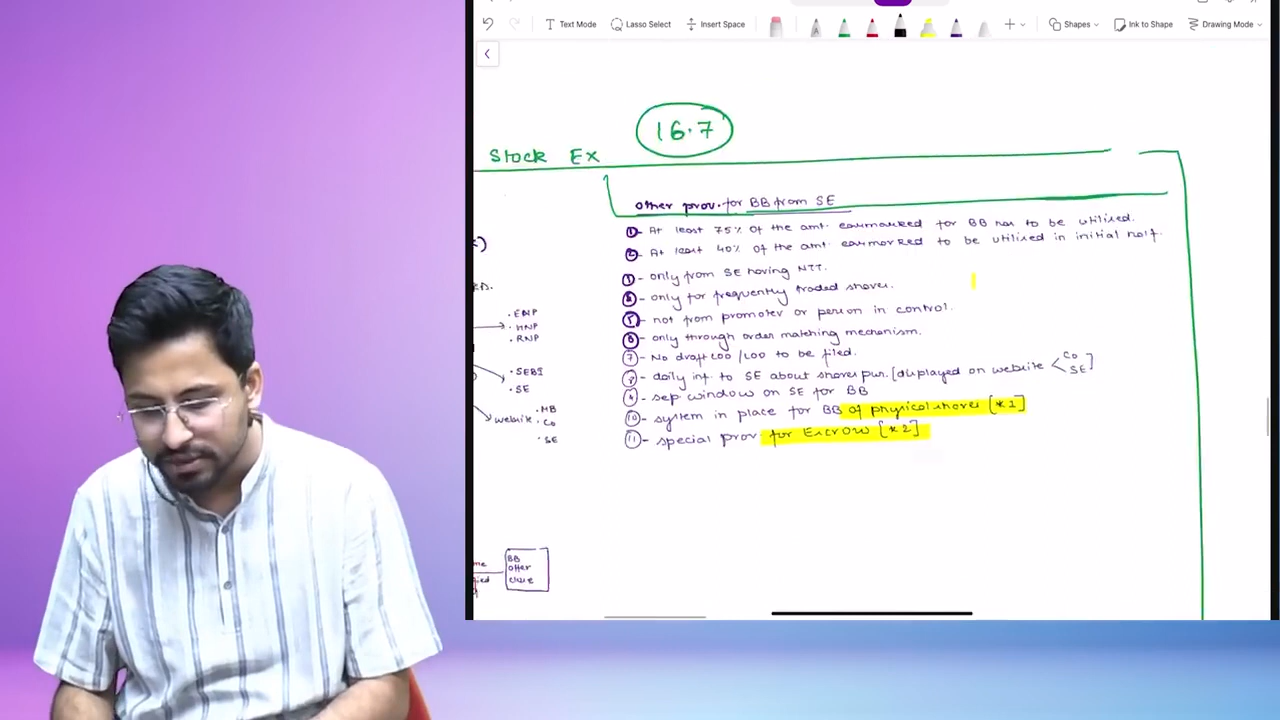 Text Mode Lasso Select Insert Space Shapes Ink to Shape Drawing Mode
16.7
Stock Ex
other prov. for BB from SE
1- At least 75% of the amt. earmarked for BB has to be utilised.
2- At least 40% of the amt earmarked to be utilised in initial half.
3- only from SE having NTT.
4- only for frequently traded shares.
5- not from promoter or person in control.
6- only through order matching mechanism.
7- No draft LOO / LOO to be filed.
8- daily inf. to SE about shares pur. [displayed on website < Co SE]
9- sep window on SE for BB
10- system in place for BB of physical shares [*1]
11- special prov. for Escrow [*2]
• ENP
• HNP
• RNP
• SEBI
• SE
website • MB
• Co
• SE
BB
offer
close